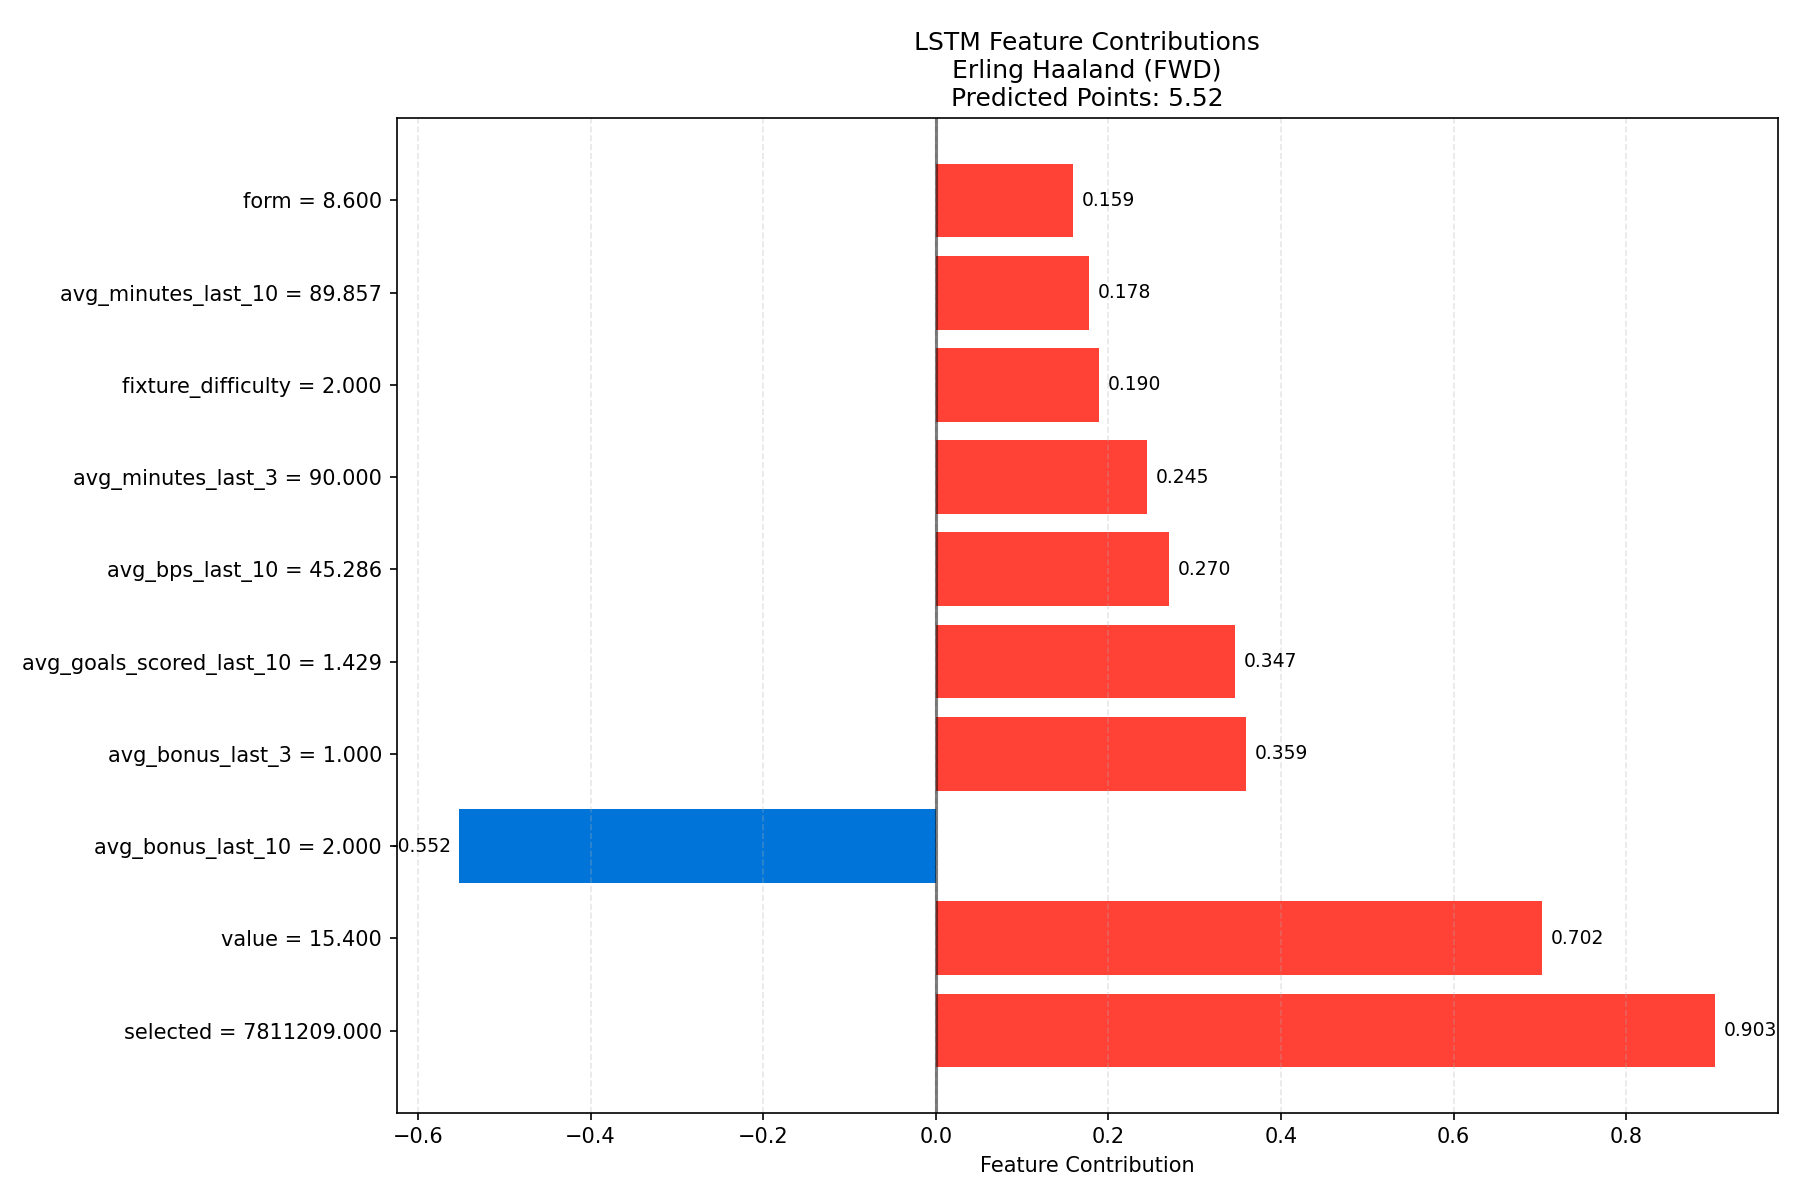 LSTM Feature Contributions
Erling Haaland (FWD)
Predicted Points: 5.52
form = 8.600
0.159
avg_minutes_last_10 = 89.857
0.178
fixture_difficulty = 2.000
0.190
avg_minutes_last_3 = 90.000
0.245
avg_bps_last_10 = 45.286
0.270
avg_goals_scored_last_10 = 1.429
0.347
avg_bonus_last_3 = 1.000
0.359
avg_bonus_last_10 = 2.000
-0.552
value = 15.400
0.702
selected = 7811209.000
0.903
−0.6 −0.4 −0.2 0.0 0.2 0.4 0.6 0.8
Feature Contribution